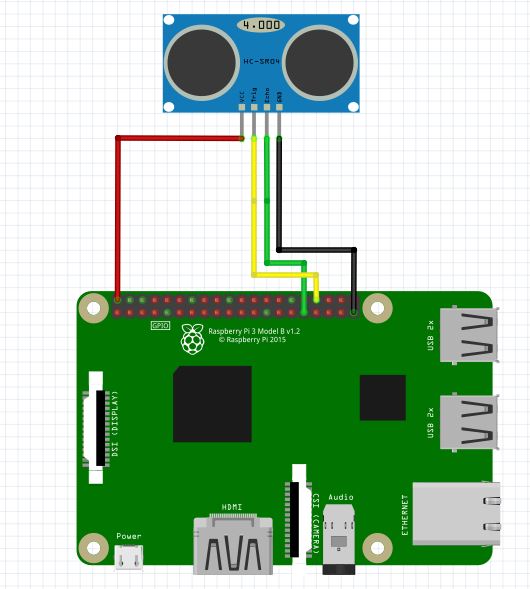 4.000
HC-SR04
VCC
Trig
Echo
GND
GPIO
Raspberry Pi 3 Model B v1.2
© Raspberry Pi 2015
DSI (DISPLAY)
USB 2x
USB 2x
Power
HDMI
CSI (CAMERA)
Audio
ETHERNET